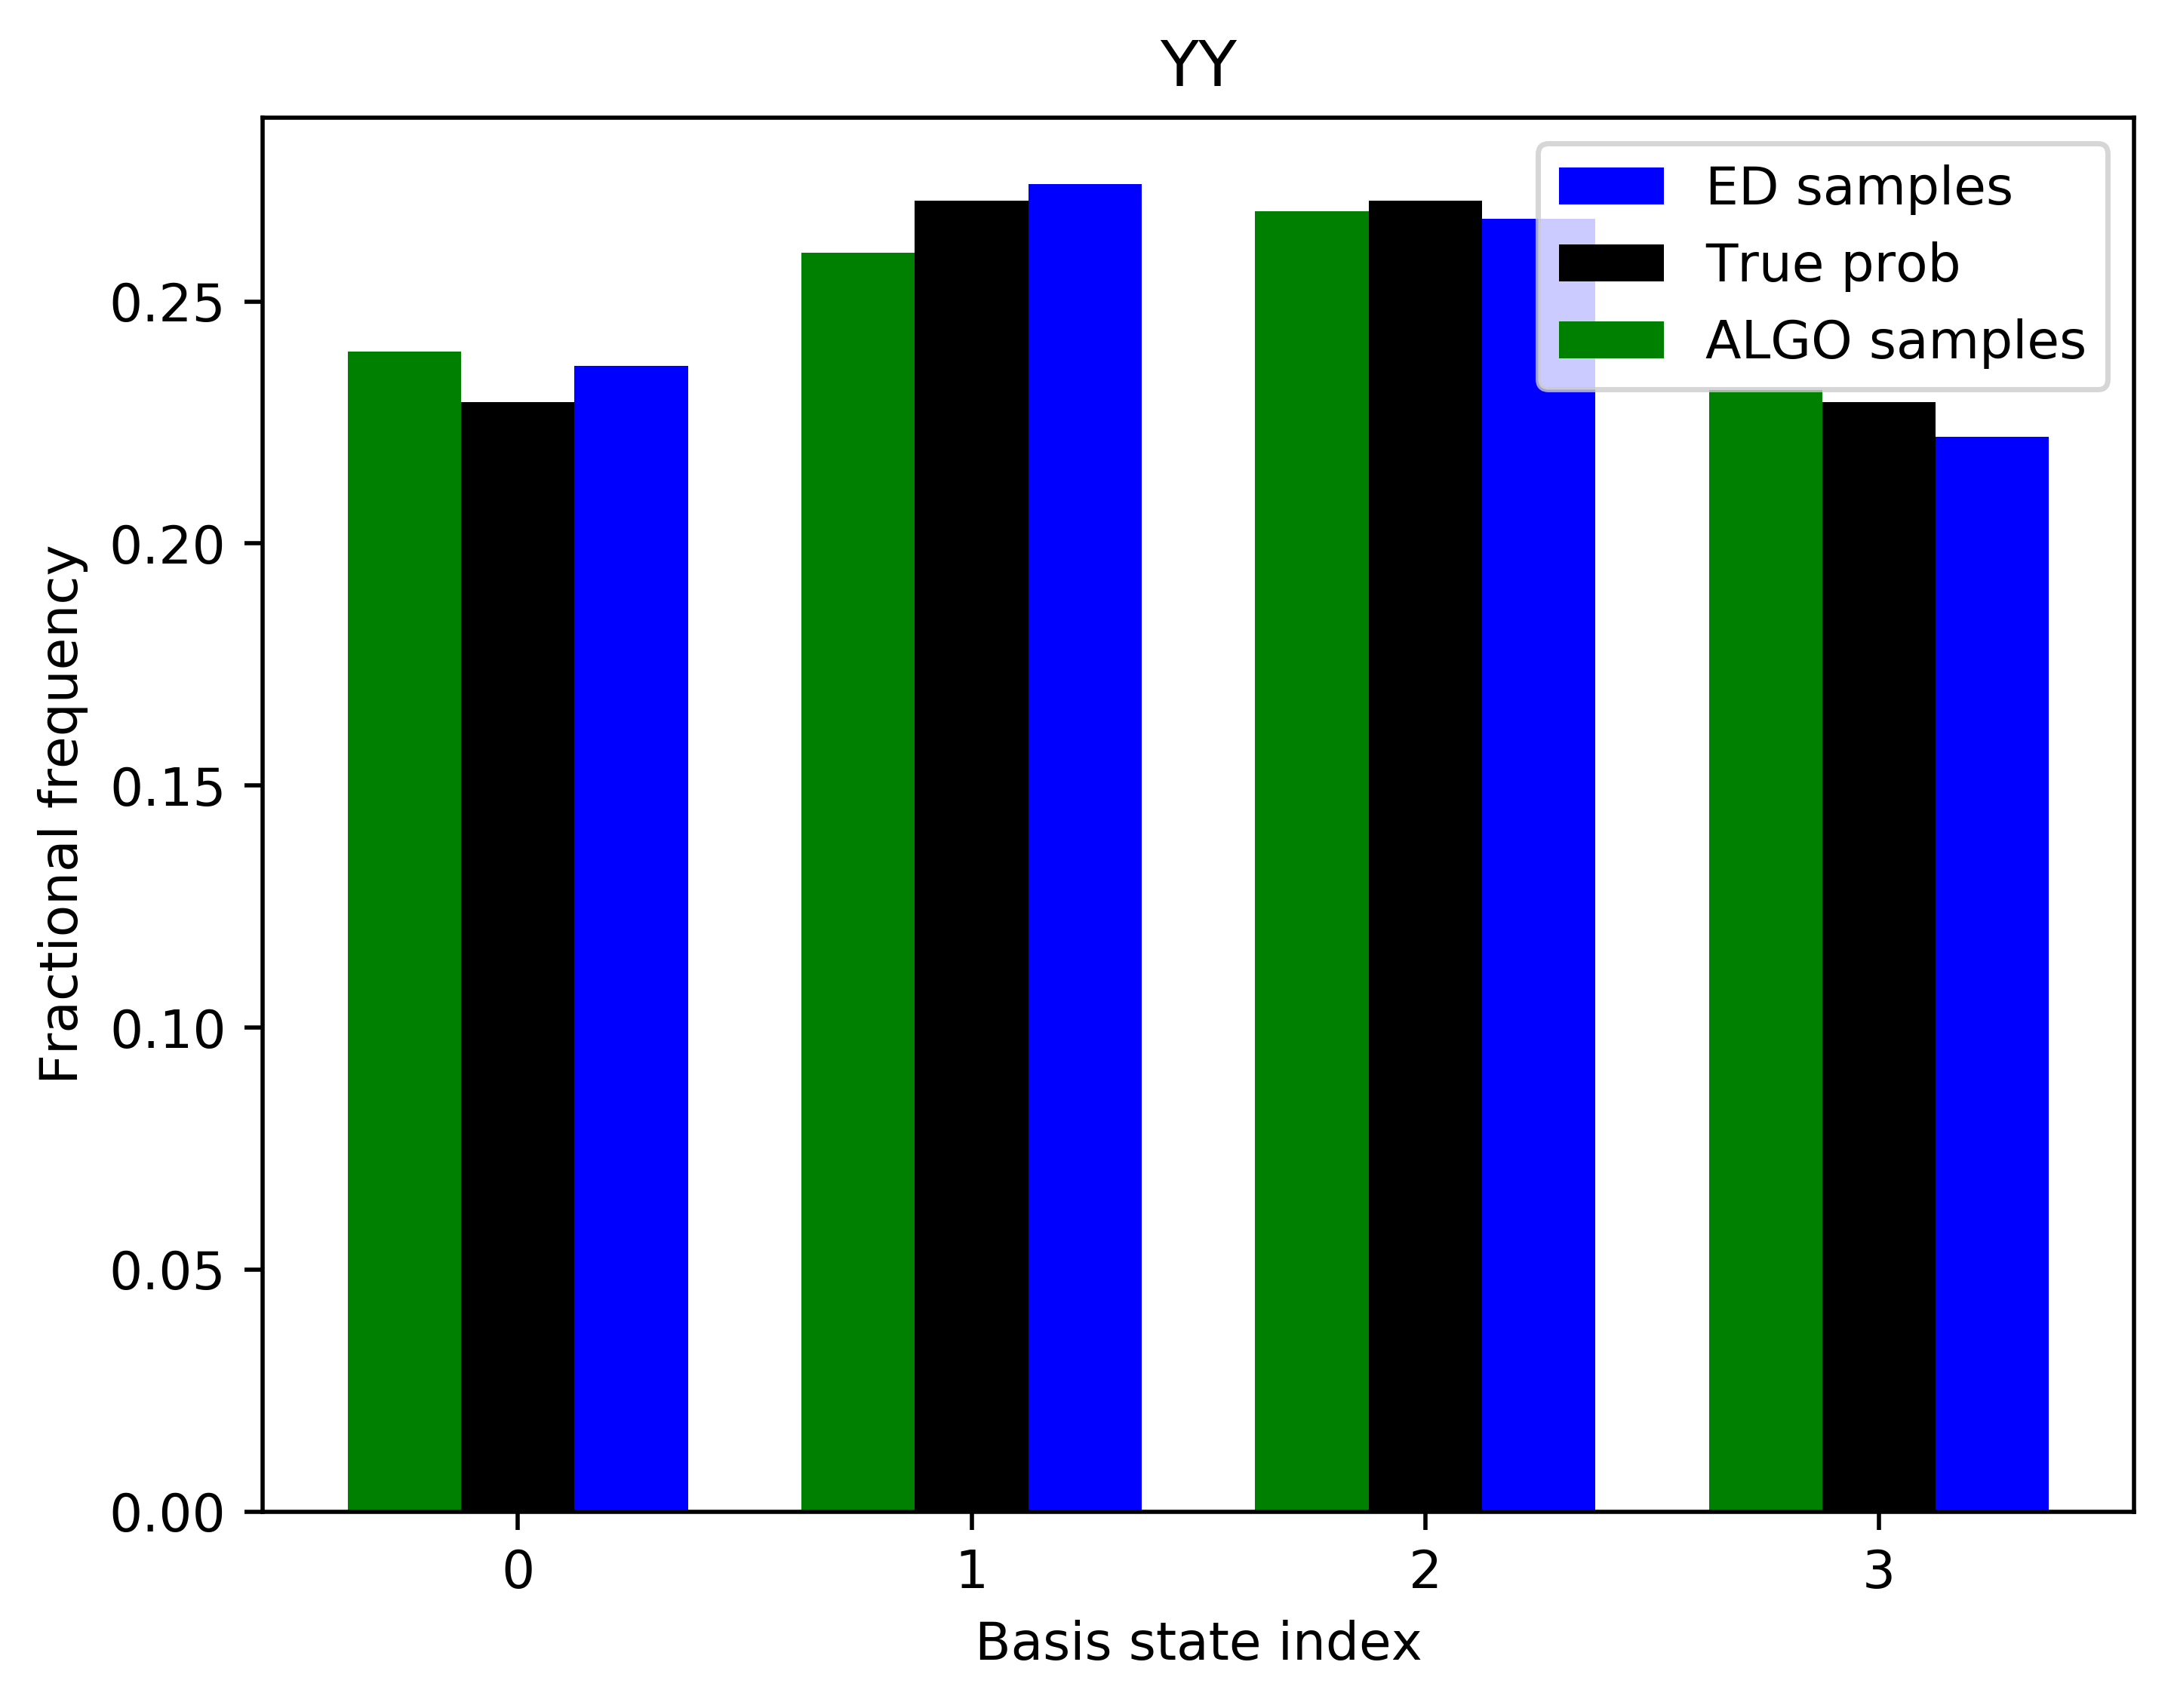 YY
ED samples
True prob
ALGO samples
Fractional frequency
0.25
0.20
0.15
0.10
0.05
0.00
0 1 2 3
Basis state index